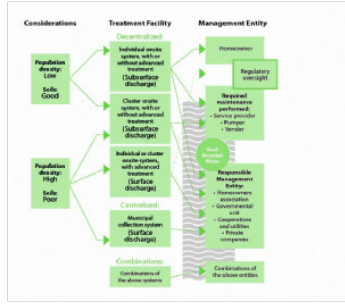 Considerations
Treatment Facility
Management Entity
Decentralized:
Population
density:
Low
Soils:
Good
Individual onsite
system, with or
without advanced
treatment
(Subsurface
discharge)
Homeowner
Regulatory
oversight
Cluster onsite
system, with or without
advanced treatment
(Subsurface
discharge)
Required
maintenance
performed:
• Service provider
• Pumper
• Vendor
Population
density:
High
Soils:
Poor
Individual or cluster
onsite systems,
with advanced
treatment
(Surface
discharge)
Responsible
Management
Entity:
• Homeowners
association
• Governmental
unit
• Cooperatives
and utilities
• Private
companies
Centralized:
Municipal
collection system
(Surface
discharge)
Combinations:
Combinations of
the above systems
Combinations of
the above entities